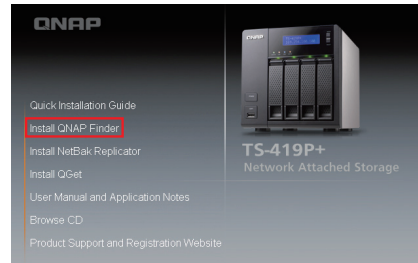 QNAP
Quick Installation Guide
Install QNAP Finder
Install NetBak Replicator
Install QGet
User Manual and Application Notes
Browse CD
Product Support and Registration Website
TS-419P+
Network Attached Storage